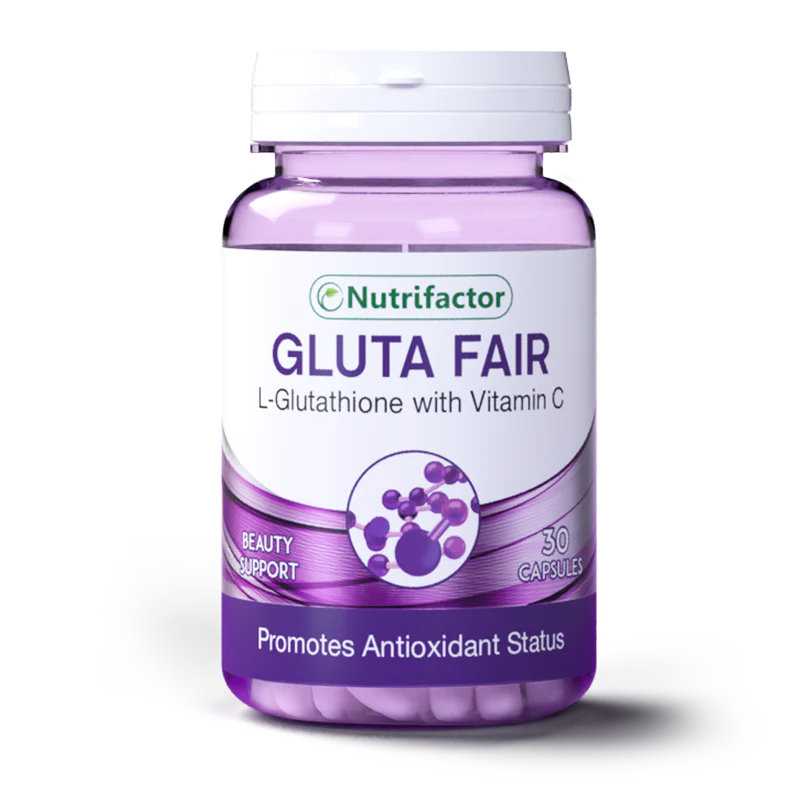 Nutrifactor
GLUTA FAIR
L-Glutathione with Vitamin C
BEAUTY
SUPPORT
30
CAPSULES
Promotes Antioxidant Status